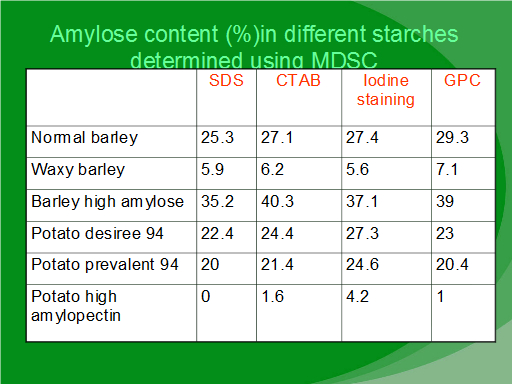 Amylose content (%)in different starches
determined using MDSC
SDS CTAB Iodine staining GPC
Normal barley 25.3 27.1 27.4 29.3
Waxy barley 5.9 6.2 5.6 7.1
Barley high amylose 35.2 40.3 37.1 39
Potato desiree 94 22.4 24.4 27.3 23
Potato prevalent 94 20 21.4 24.6 20.4
Potato high amylopectin 0 1.6 4.2 1